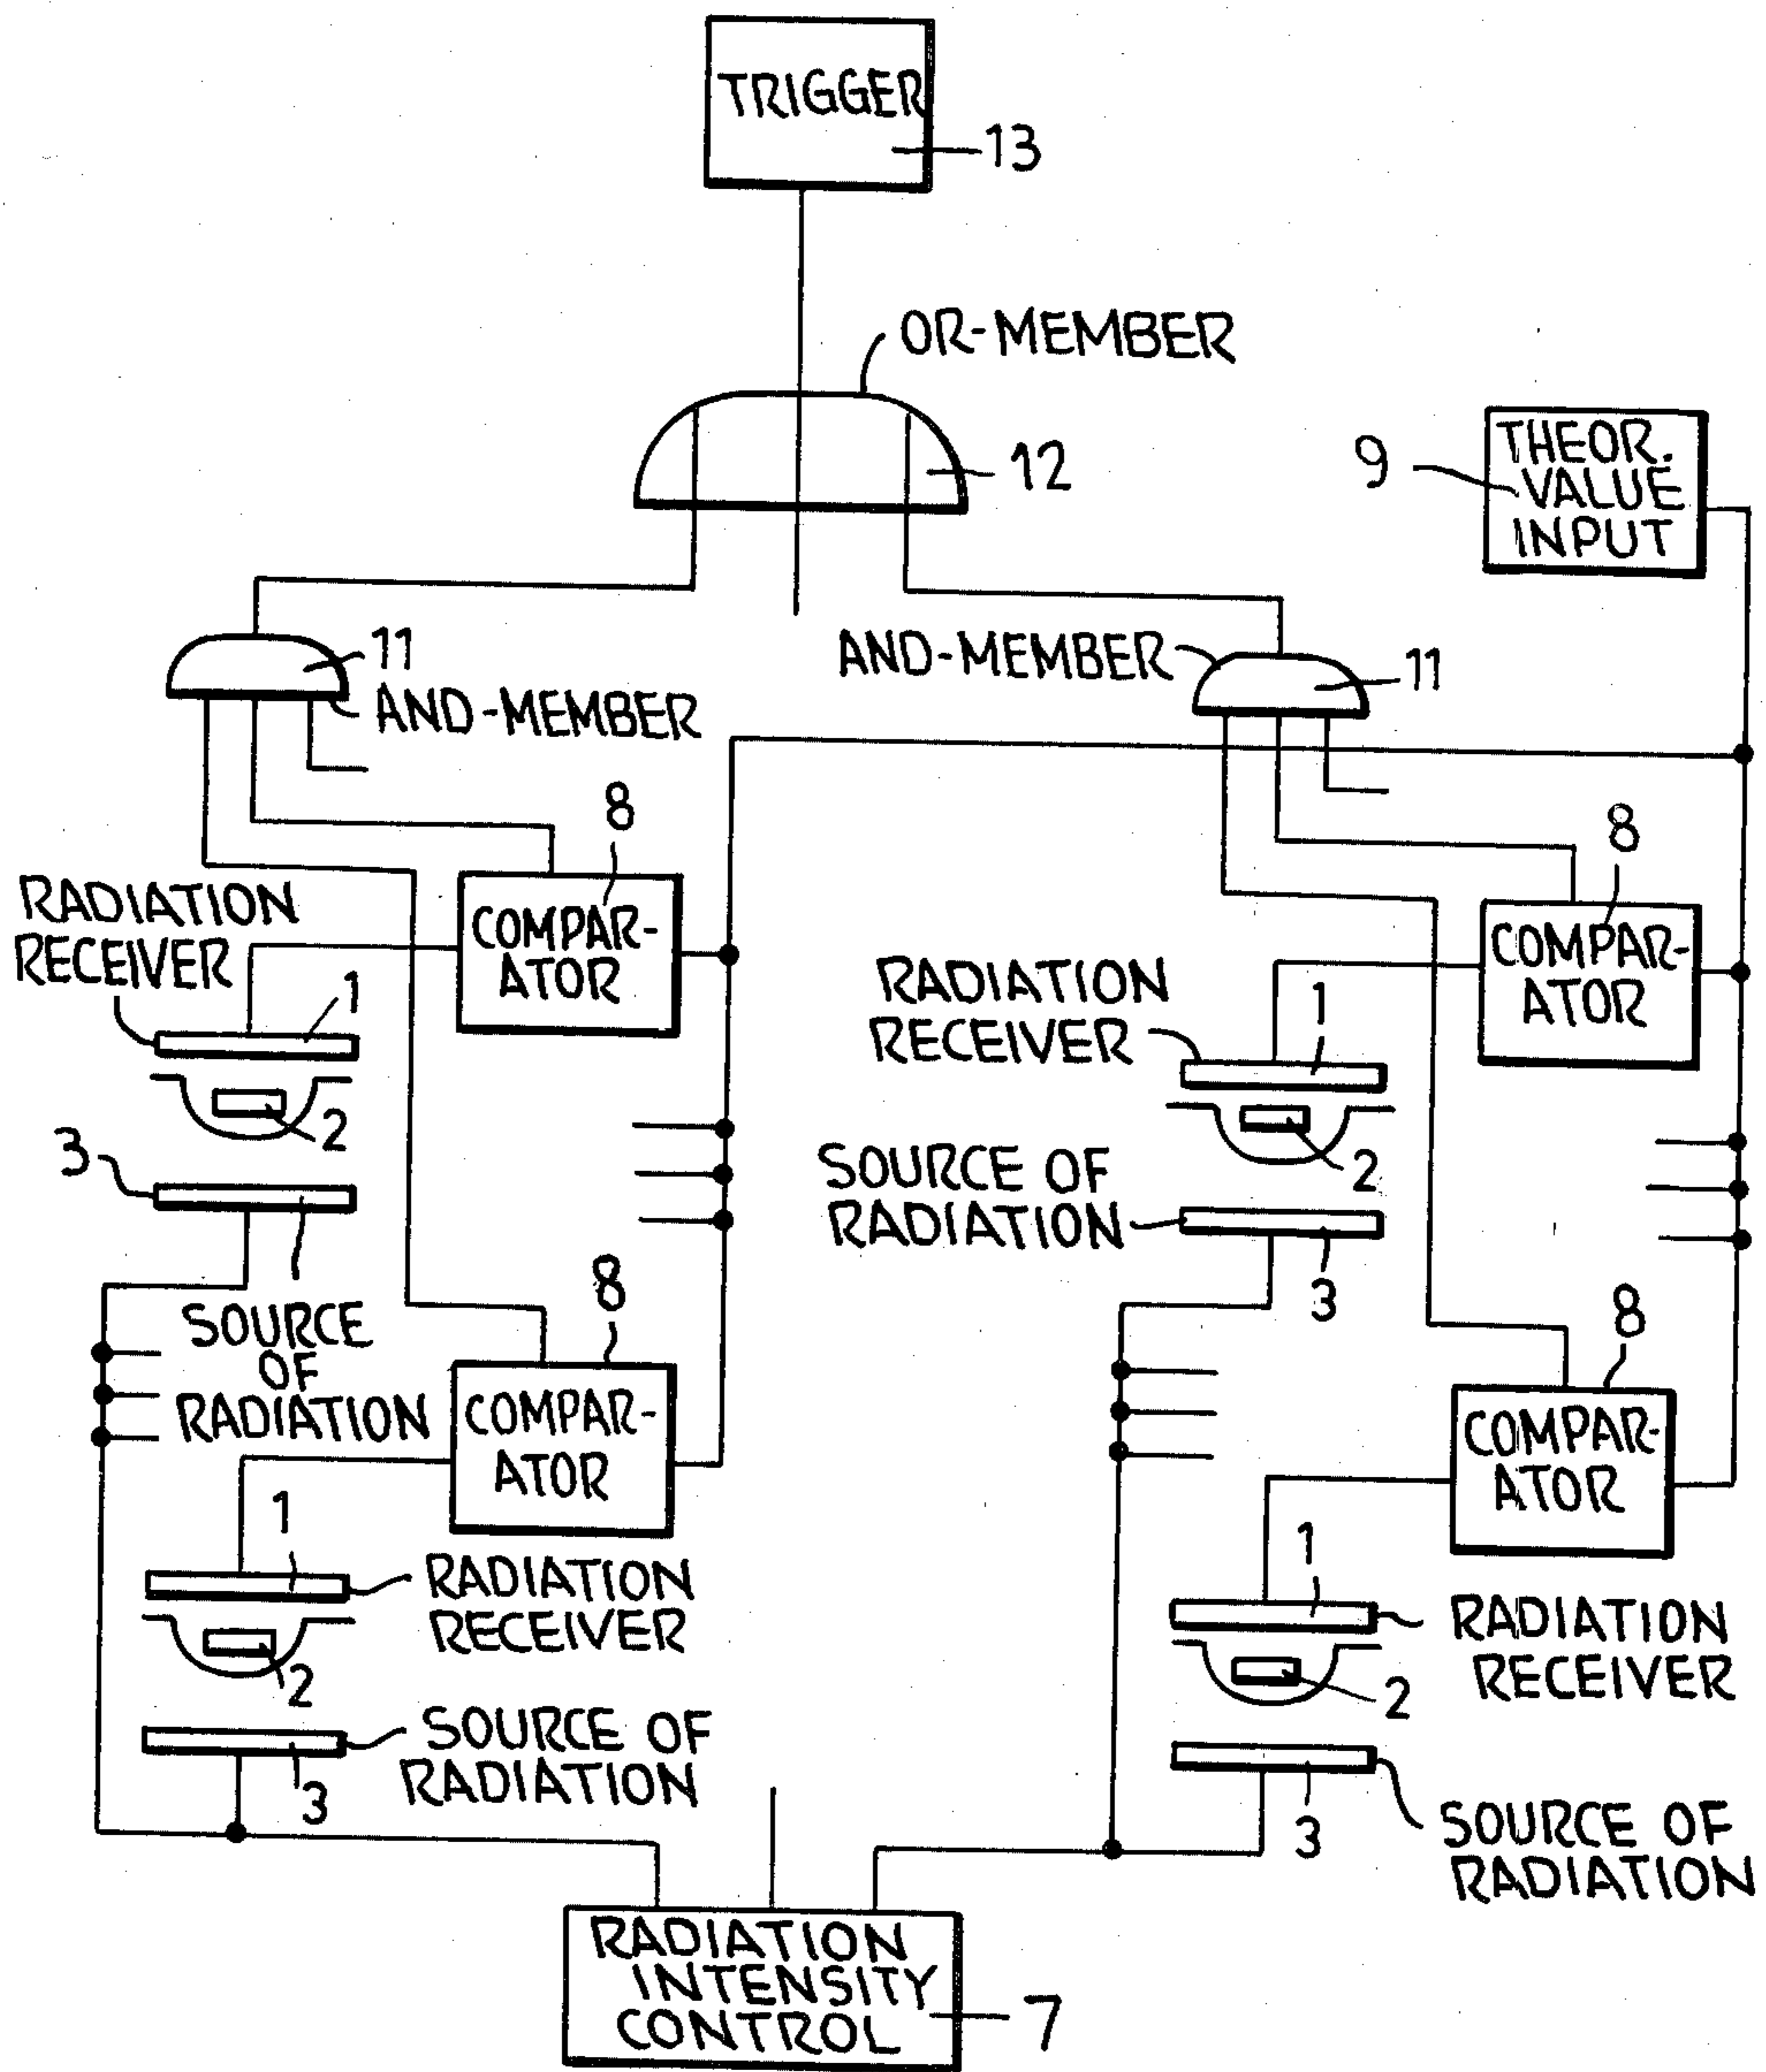 TRIGGER
13
OR-MEMBER
12
9
THEOR.
VALUE
INPUT
11
AND-MEMBER
AND-MEMBER
11
8
8
RADIATION
RECEIVER
COMPAR-
ATOR
1
RADIATION
RECEIVER
1
COMPAR-
ATOR
2
3
2
SOURCE OF
RADIATION
3
SOURCE
OF
RADIATION
8
8
COMPAR-
ATOR
COMPAR-
ATOR
1
RADIATION
RECEIVER
1
RADIATION
RECEIVER
2
2
SOURCE OF
RADIATION
3
3
SOURCE OF
RADIATION
RADIATION
INTENSITY
CONTROL
7